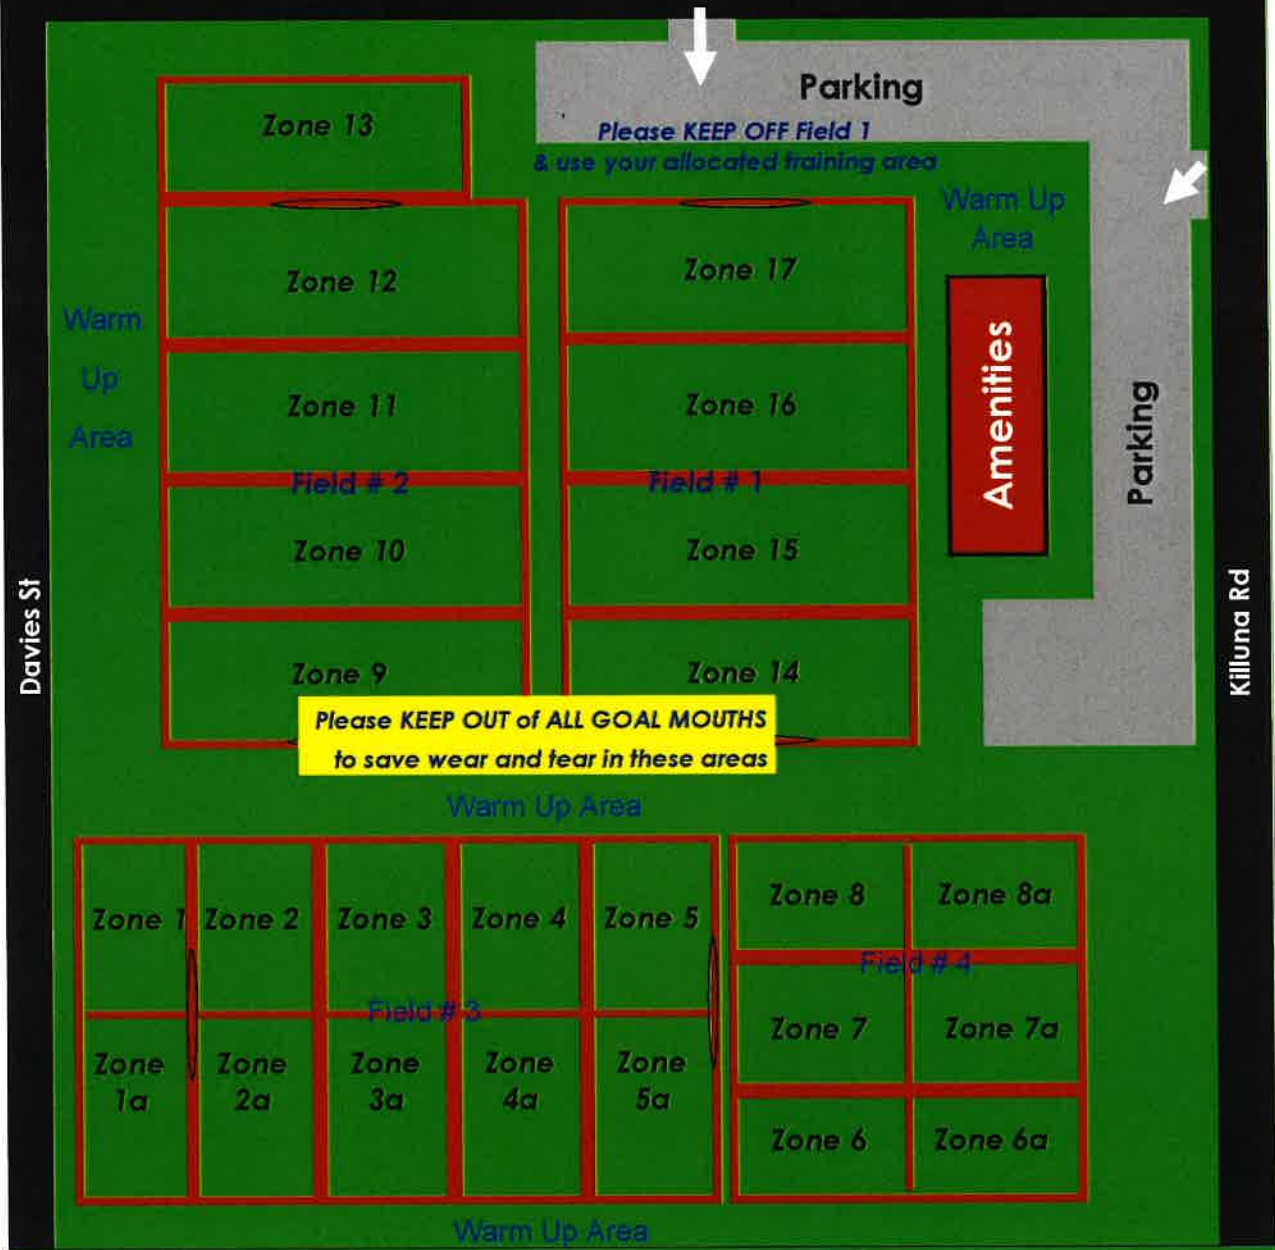 Parking
Please KEEP OFF Field 1
& use your allocated training area
Zone 13
Warm Up
Area
Zone 12
Zone 17
Warm
Up
Area
Zone 11
Zone 16
Amenities
Parking
Field # 2
Field # 1
Zone 10
Zone 15
Davies St
Killuna Rd
Zone 9
Zone 14
Please KEEP OUT of ALL GOAL MOUTHS
to save wear and tear in these areas
Warm Up Area
Zone 1
Zone 2
Zone 3
Zone 4
Zone 5
Zone 8
Zone 8a
Field # 3
Field # 4
Zone 7
Zone 7a
Zone
1a
Zone
2a
Zone
3a
Zone
4a
Zone
5a
Zone 6
Zone 6a
Warm Up Area